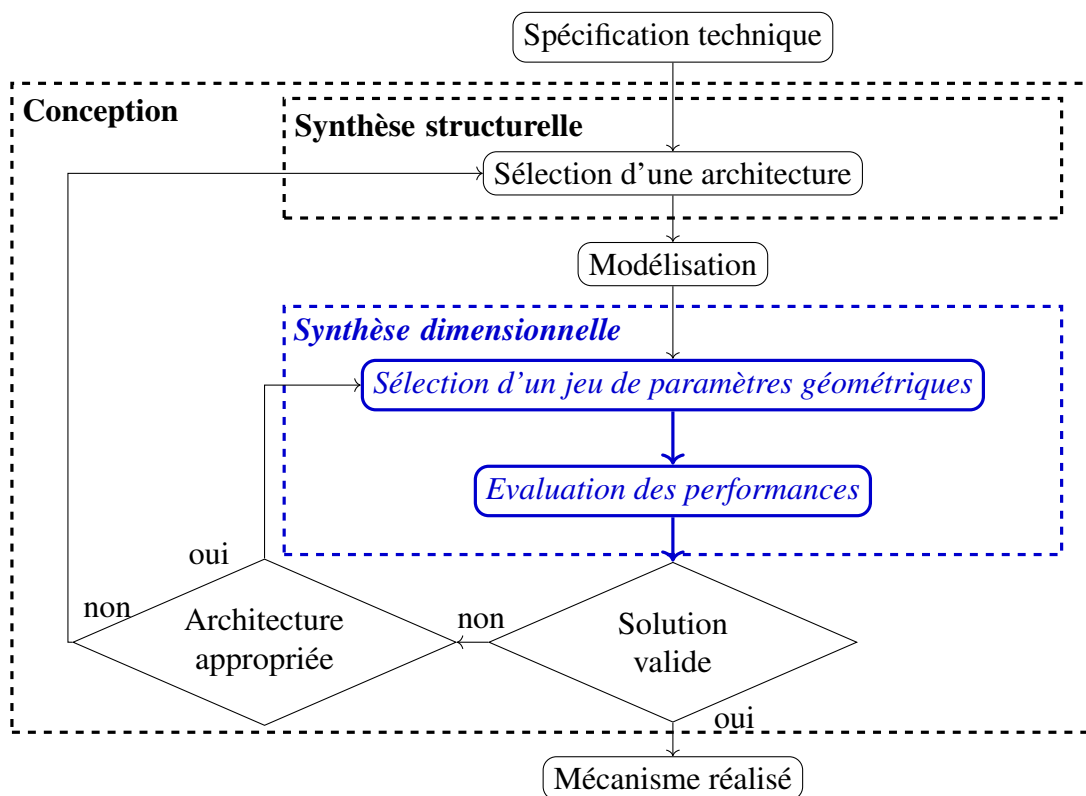 Spécification technique
Conception
Synthèse structurelle
Sélection d'une architecture
Modélisation
Synthèse dimensionnelle
Sélection d'un jeu de paramètres géométriques
Evaluation des performances
oui
non
Architecture
appropriée
non
Solution
valide
oui
Mécanisme réalisé